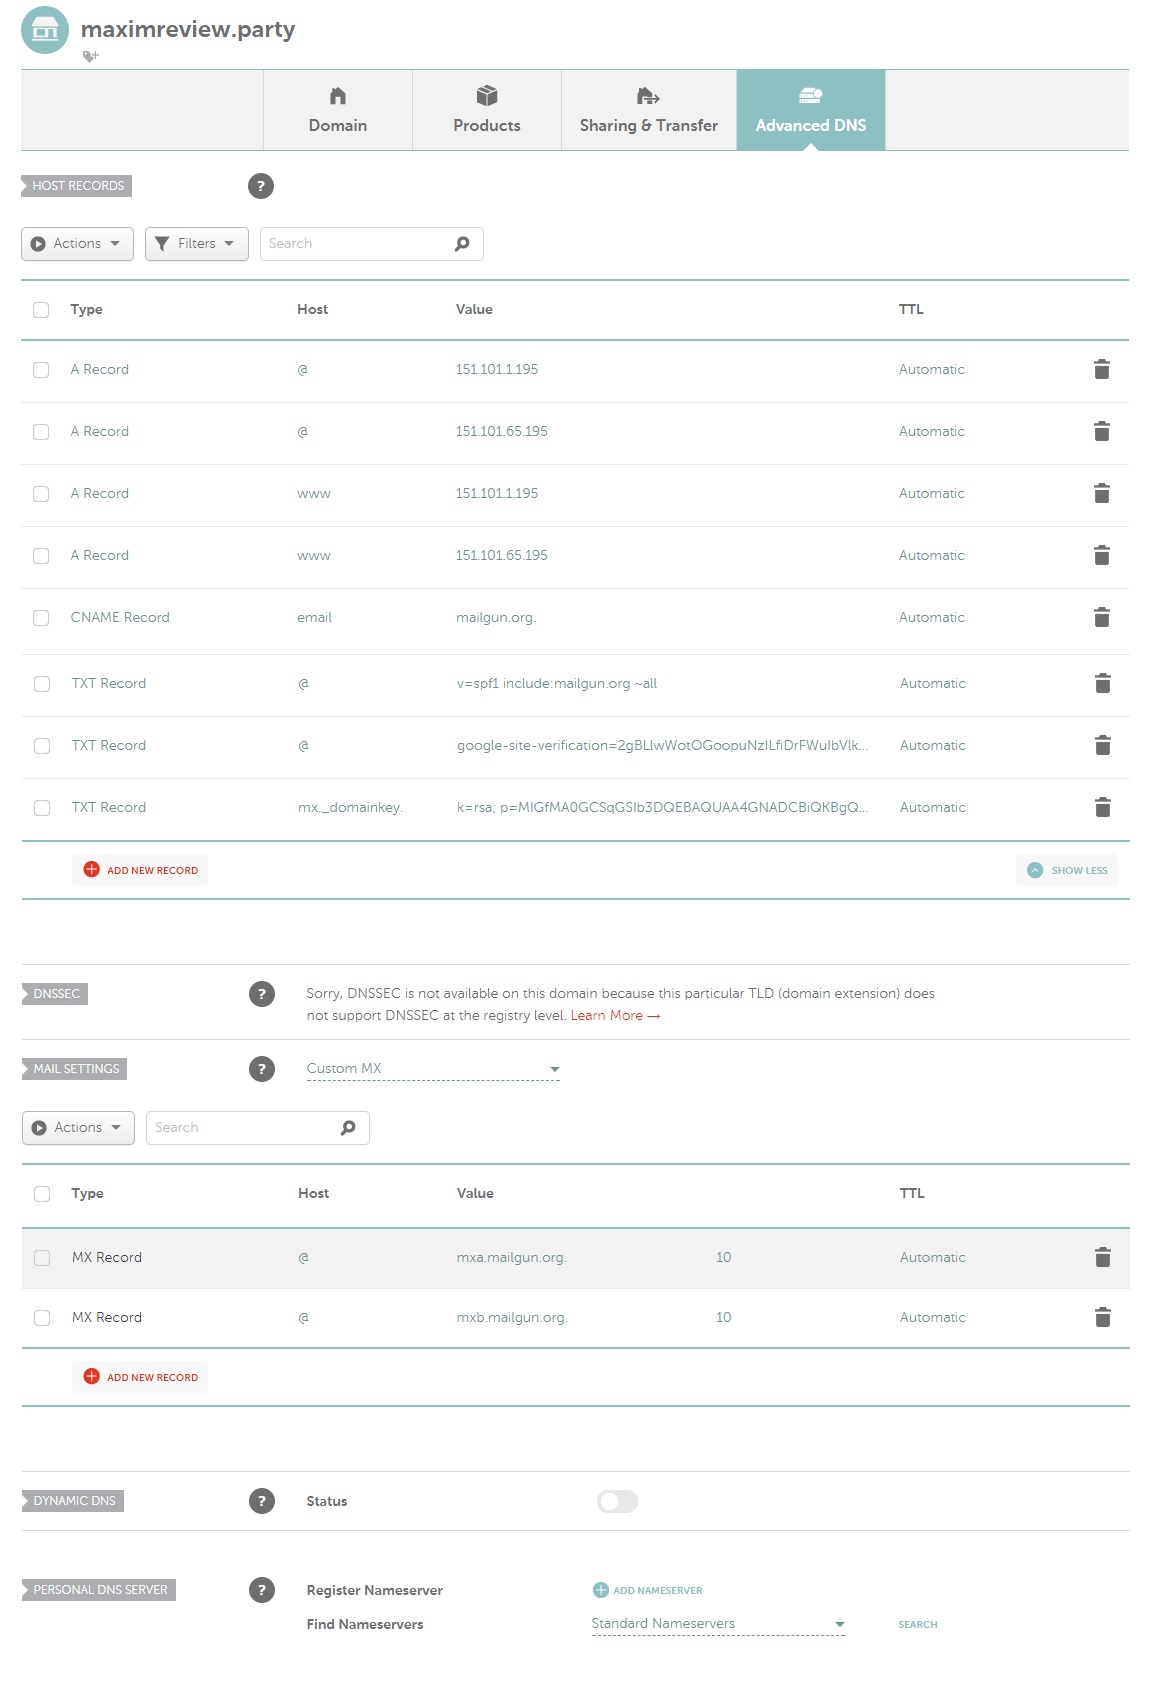 maximreview.party
Domain
Products
Sharing & Transfer
Advanced DNS
HOST RECORDS
?
Actions
Filters
Search
Type Host Value TTL
A Record @ 151.101.1.195 Automatic
A Record @ 151.101.65.195 Automatic
A Record www 151.101.1.195 Automatic
A Record www 151.101.65.195 Automatic
CNAME Record email mailgun.org. Automatic
TXT Record @ v=spf1 include:mailgun.org ~all Automatic
TXT Record @ google-site-verification=2gBLlwWotOGoopuNzILfiDrFWuIbVlk... Automatic
TXT Record mx._domainkey. k=rsa; p=MIGfMA0GCSqGSIb3DQEBAQUAA4GNADCBiQKBgQ... Automatic
ADD NEW RECORD SHOW LESS
DNSSEC
?
Sorry, DNSSEC is not available on this domain because this particular TLD (domain extension) does
not support DNSSEC at the registry level. Learn More →
MAIL SETTINGS
?
Custom MX
Actions
Search
Type Host Value TTL
MX Record @ mxa.mailgun.org. 10 Automatic
MX Record @ mxb.mailgun.org. 10 Automatic
ADD NEW RECORD
DYNAMIC DNS
?
Status
PERSONAL DNS SERVER
?
Register Nameserver ADD NAMESERVER
Find Nameservers Standard Nameservers SEARCH